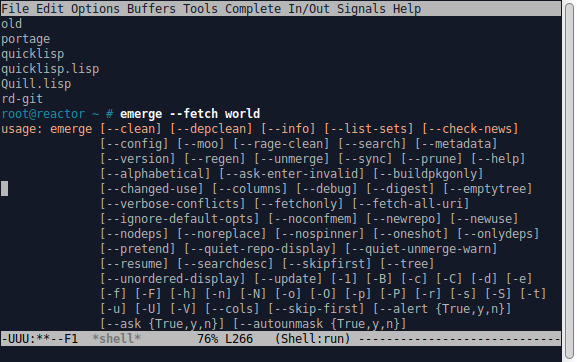 File Edit Options Buffers Tools Complete In/Out Signals Help
old
portage
quicklisp
quicklisp.lisp
Quill.lisp
rd-git
root@reactor ~ # emerge --fetch world
usage: emerge [--clean] [--depclean] [--info] [--list-sets] [--check-news]
[--config] [--moo] [--rage-clean] [--search] [--metadata]
[--version] [--regen] [--unmerge] [--sync] [--prune] [--help]
[--alphabetical] [--ask-enter-invalid] [--buildpkgonly]
[--changed-use] [--columns] [--debug] [--digest] [--emptytree]
[--verbose-conflicts] [--fetchonly] [--fetch-all-uri]
[--ignore-default-opts] [--noconfmem] [--newrepo] [--newuse]
[--nodeps] [--noreplace] [--nospinner] [--oneshot] [--onlydeps]
[--pretend] [--quiet-repo-display] [--quiet-unmerge-warn]
[--resume] [--searchdesc] [--skipfirst] [--tree]
[--unordered-display] [--update] [-1] [-B] [-c] [-C] [-d] [-e]
[-f] [-F] [-h] [-n] [-N] [-o] [-O] [-p] [-P] [-r] [-s] [-S] [-t]
[-u] [-U] [-V] [--cols] [--skip-first] [--alert {True,y,n}]
[--ask {True,y,n}] [--autounmask {True,y,n}]
-UUU:**--F1 *shell* 76% L266 (Shell:run) -----------------------------